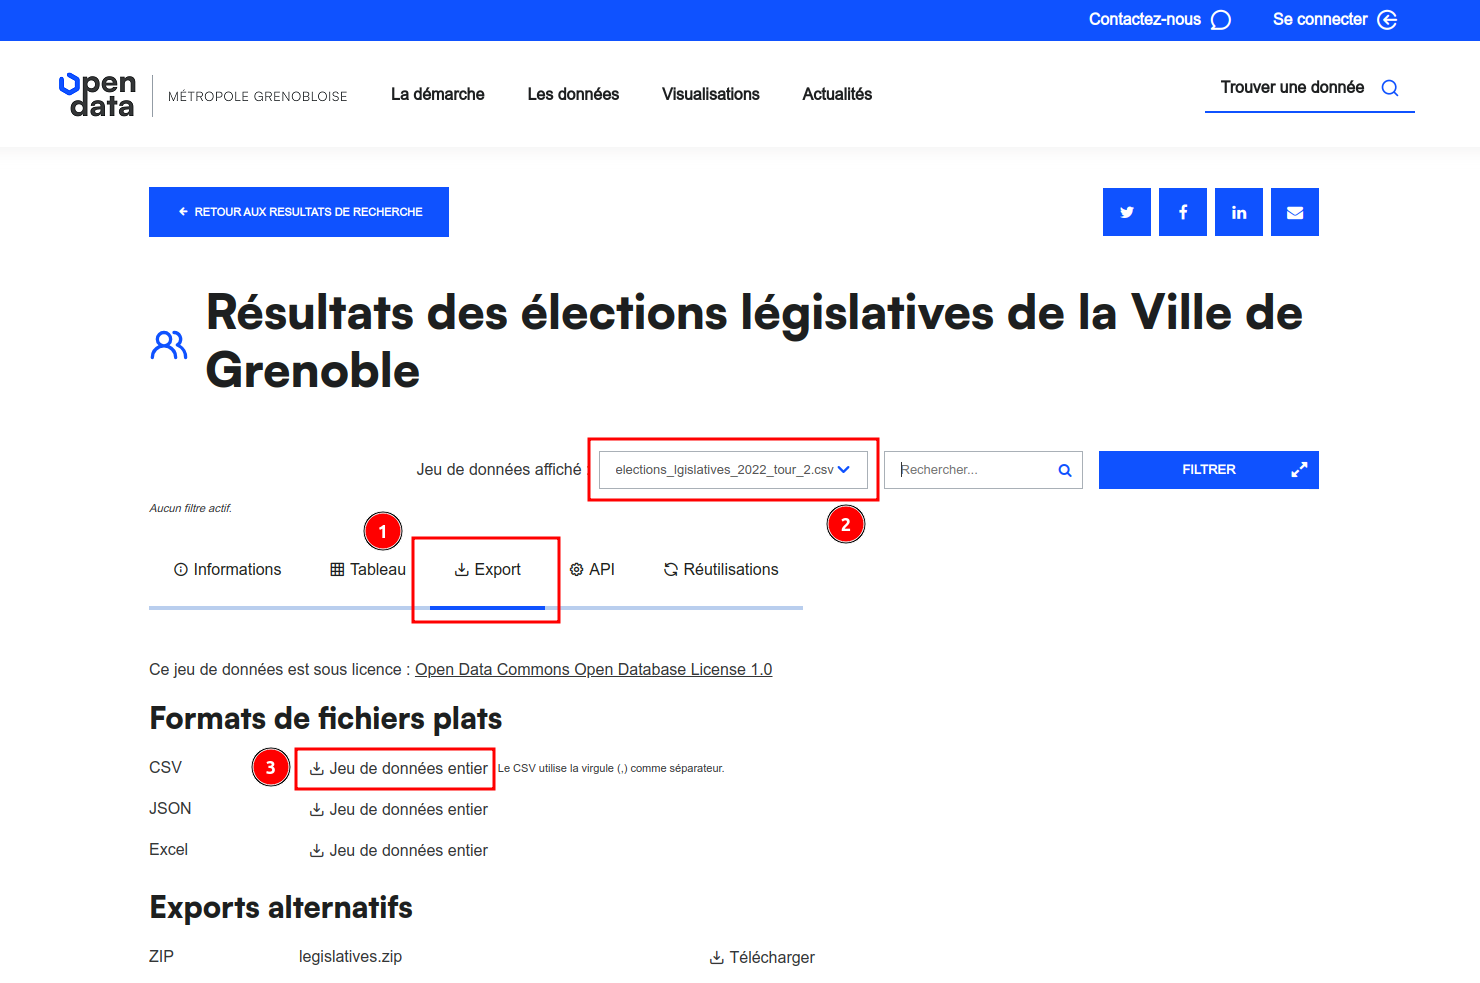 Contactez-nous Se connecter
Open data MÉTROPOLE GRENOBLOISE La démarche Les données Visualisations Actualités Trouver une donnée
RETOUR AUX RESULTATS DE RECHERCHE
Résultats des élections législatives de la Ville de
Grenoble
Jeu de données affiché : elections_lgislatives_2022_tour_2.csv Rechercher... FILTRER
Aucun filtre actif.
1 2
Informations Tableau Export API Réutilisations
Ce jeu de données est sous licence : Open Data Commons Open Database License 1.0
Formats de fichiers plats
CSV 3 Jeu de données entier Le CSV utilise la virgule (,) comme séparateur.
JSON Jeu de données entier
Excel Jeu de données entier
Exports alternatifs
ZIP legislatives.zip Télécharger